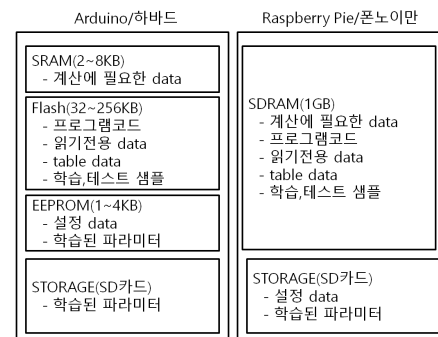 Arduino/하바드
SRAM(2~8KB)
- 계산에 필요한 data
Flash(32~256KB)
- 프로그램코드
- 읽기전용 data
- table data
- 학습,테스트 샘플
EEPROM(1~4KB)
- 설정 data
- 학습된 파라미터
STORAGE(SD카드)
- 학습된 파라미터
Raspberry Pie/폰노이만
SDRAM(1GB)
- 계산에 필요한 data
- 프로그램코드
- 읽기전용 data
- table data
- 학습,테스트 샘플
STORAGE(SD카드)
- 설정 data
- 학습된 파라미터